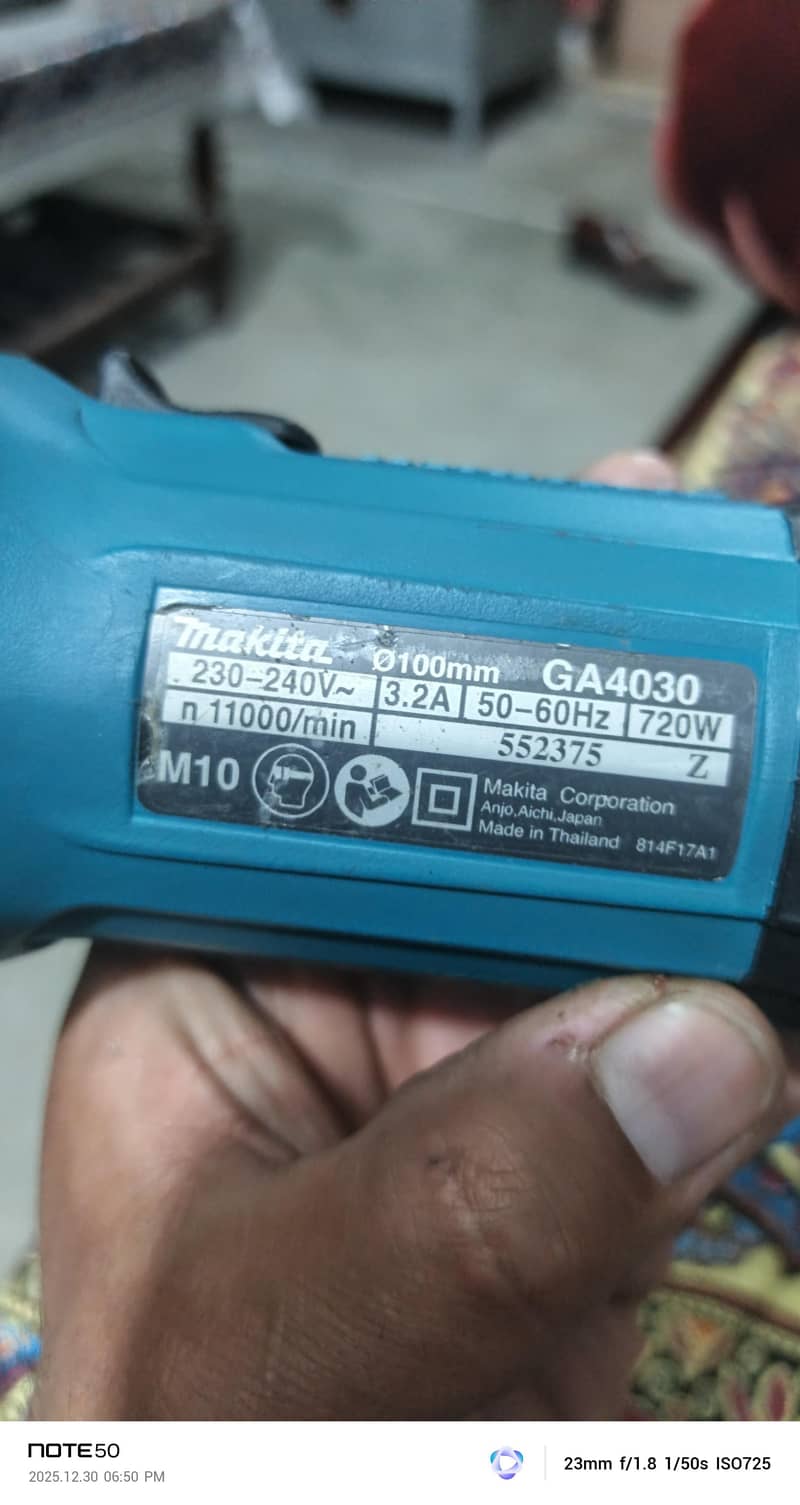 makita Ø100mm GA4030
230-240V~ 3.2A 50-60Hz 720W
n 11000/min 552375 Z
M10
Makita Corporation
Anjo,Aichi,Japan
Made in Thailand 814F17A1
NOTE50
2025.12.30 06:50 PM
23mm f/1.8 1/50s ISO725